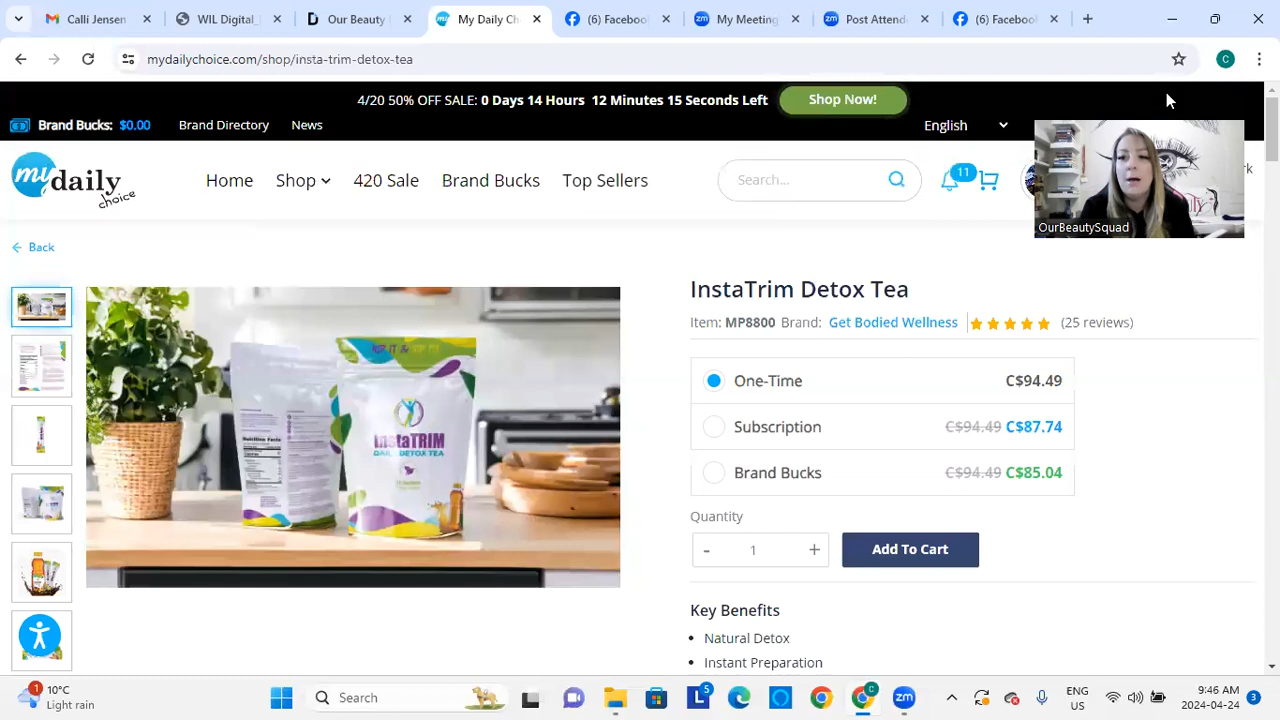 Calli Jensen
WIL Digital
Our Beauty
My Daily Ch
(6) Faceboo
My Meeting
Post Attend
(6) Faceboo
mydailychoice.com/shop/insta-trim-detox-tea
C
4/20 50% OFF SALE: 0 Days 14 Hours 12 Minutes 15 Seconds Left
Shop Now!
Brand Bucks: $0.00
Brand Directory
News
English
my daily choice
Home
Shop
420 Sale
Brand Bucks
Top Sellers
Search...
11
OurBeautySquad
Back
InstaTrim Detox Tea
Item: MP8800 Brand: Get Bodied Wellness (25 reviews)
One-Time C$94.49
Subscription C$94.49 C$87.74
Brand Bucks C$94.49 C$85.04
Quantity
- 1 +
Add To Cart
Key Benefits
Natural Detox
Instant Preparation
Nutrition Facts
InstaTRIM
DAILY DETOX TEA
1
10°C
Light rain
Search
5
C
ENG
US
9:46 AM
2024-04-24
3